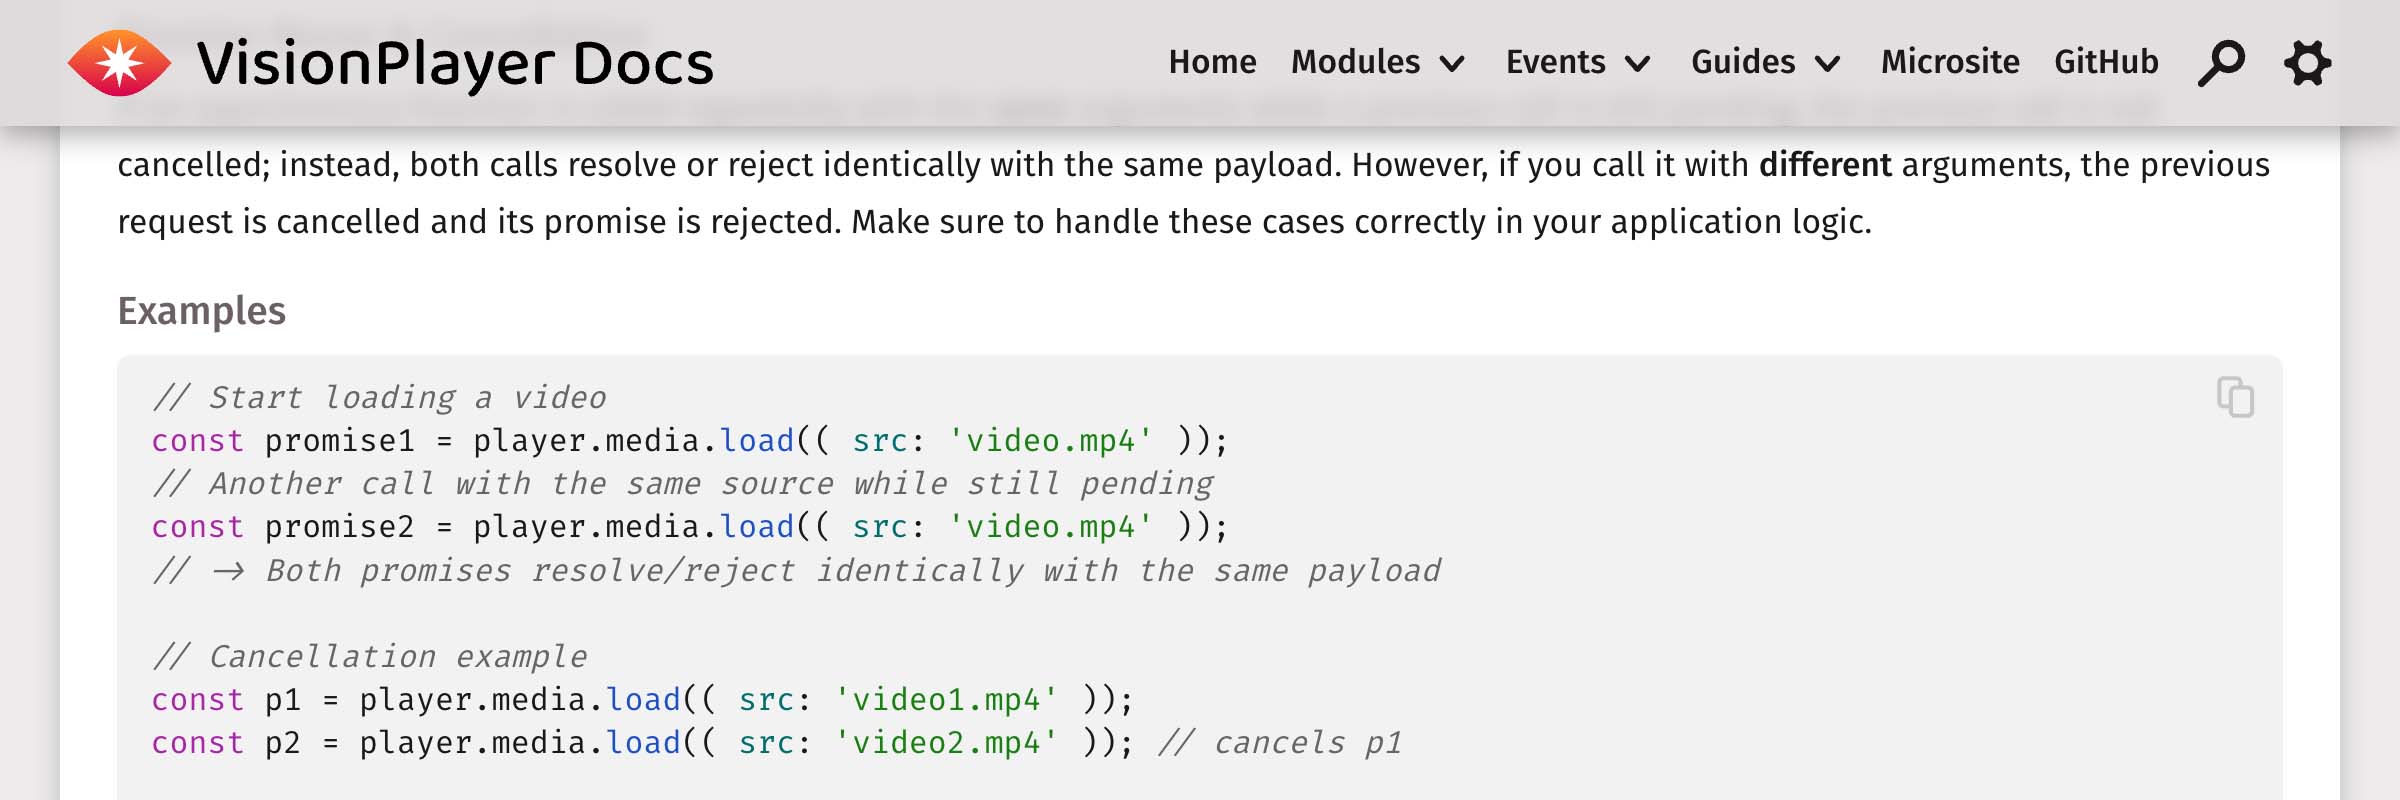 VisionPlayer Docs
Home Modules Events Guides Microsite GitHub
cancelled; instead, both calls resolve or reject identically with the same payload. However, if you call it with different arguments, the previous
request is cancelled and its promise is rejected. Make sure to handle these cases correctly in your application logic.
Examples
// Start loading a video
const promise1 = player.media.load(( src: 'video.mp4' ));
// Another call with the same source while still pending
const promise2 = player.media.load(( src: 'video.mp4' ));
// → Both promises resolve/reject identically with the same payload
// Cancellation example
const p1 = player.media.load(( src: 'video1.mp4' ));
const p2 = player.media.load(( src: 'video2.mp4' )); // cancels p1